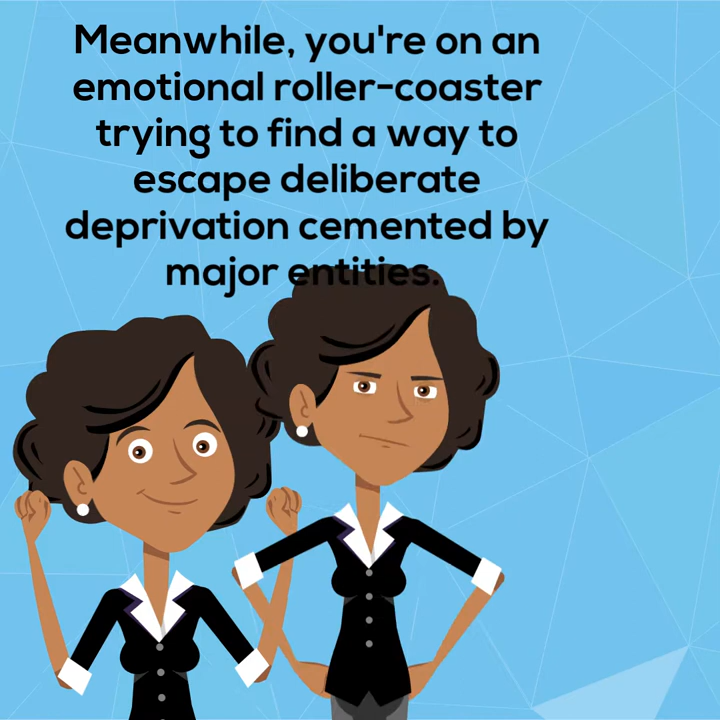 Meanwhile, you're on an
emotional roller-coaster
trying to find a way to
escape deliberate
deprivation cemented by
major entities.